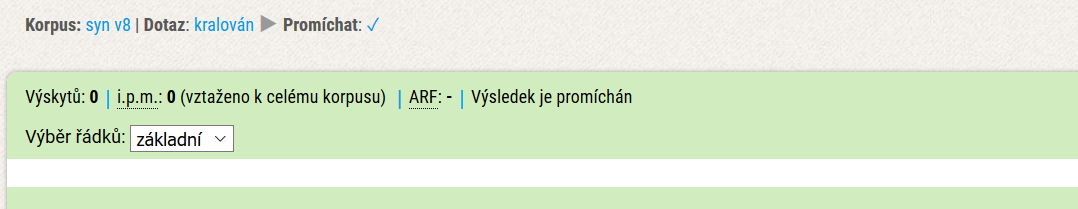 Korpus: syn v8 | Dotaz: kralován ▶ Promíchat: ✓
Výskytů: 0 | i.p.m.: 0 (vztaženo k celému korpusu) | ARF: - | Výsledek je promíchán
Výběr řádků: základní